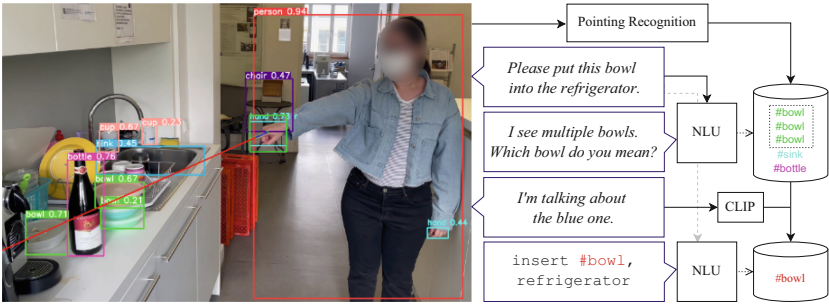 person 0.94
chair 0.47
hand 0.73
cup 0.67
cup 0.23
sink 0.45
bottle 0.76
bowl 0.67
bowl 0.21
bowl 0.71
hand 0.44
Pointing Recognition
Please put this bowl
into the refrigerator.
NLU
I see multiple bowls.
Which bowl do you mean?
#bowl
#bowl
#bowl
#sink
#bottle
I'm talking about
the blue one.
CLIP
insert #bowl,
refrigerator
NLU
#bowl